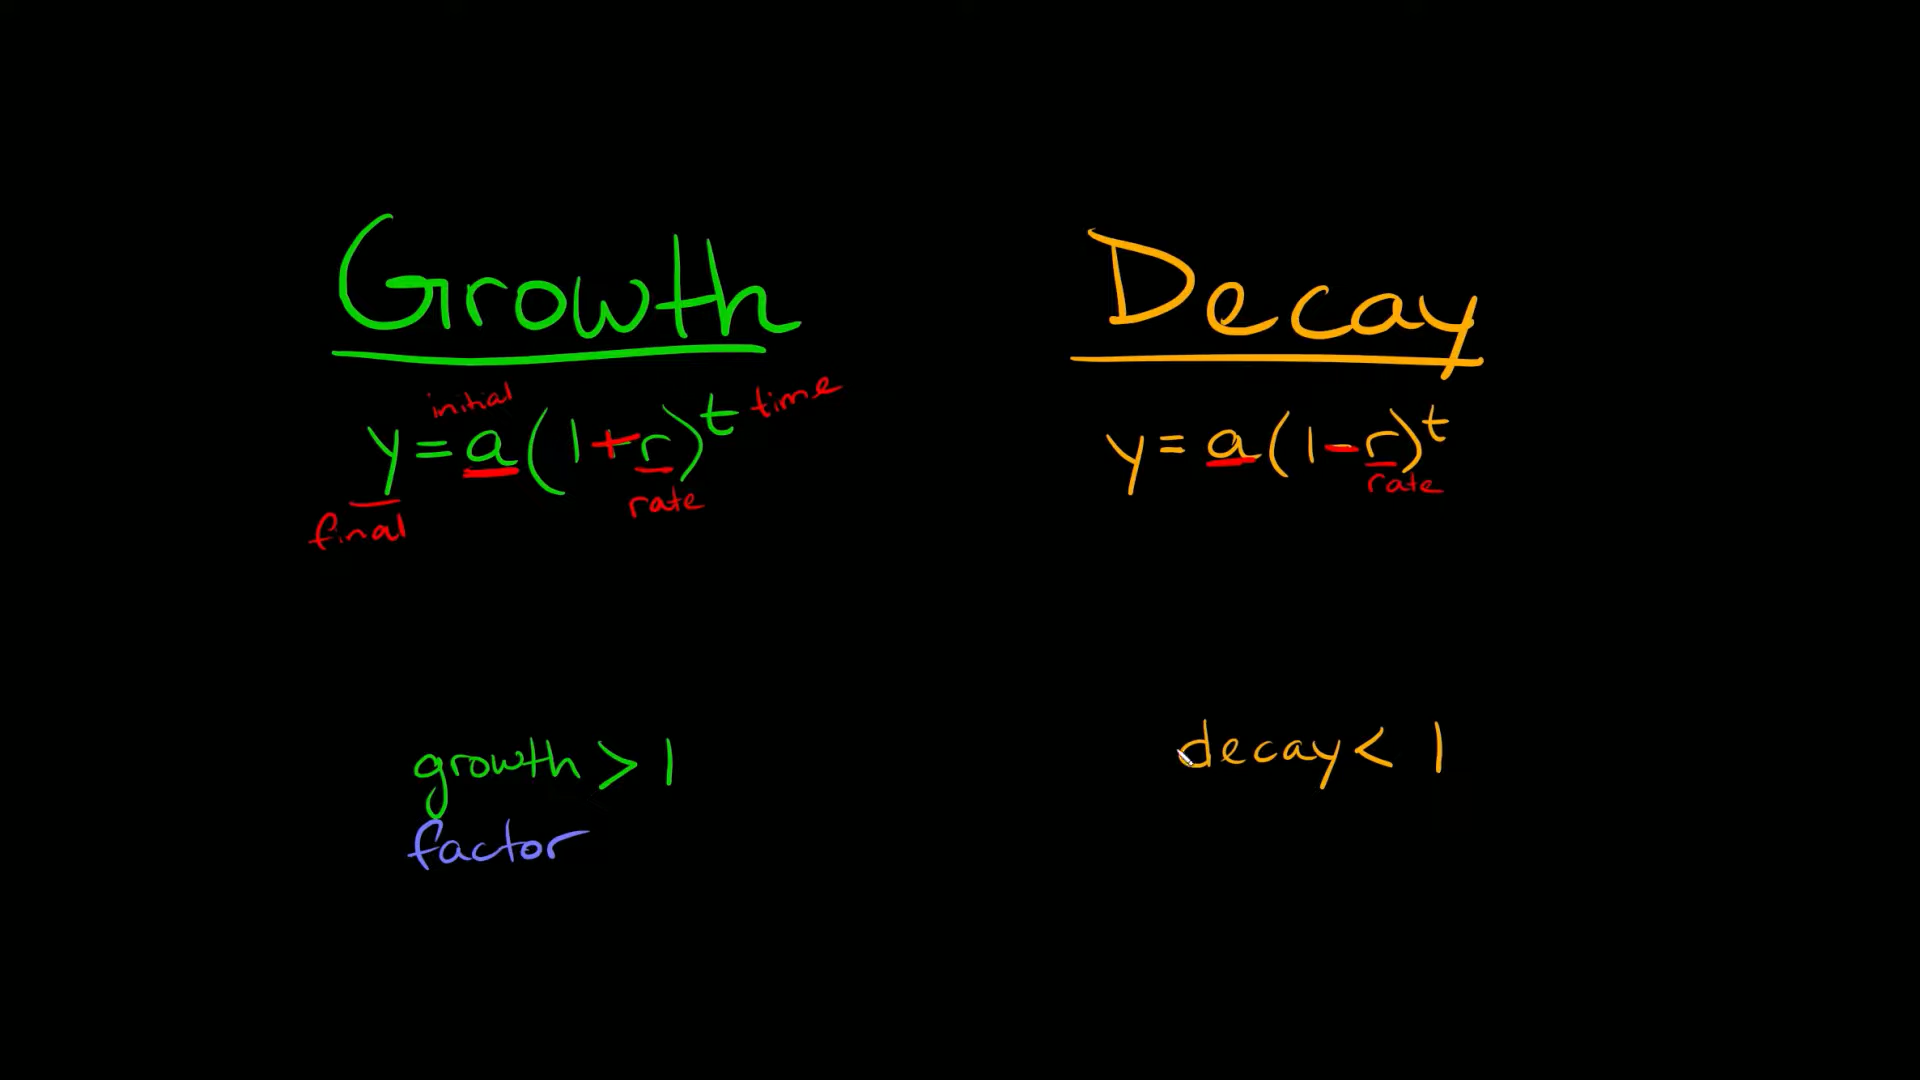 Growth
initial
y = a(1+r)^t time
rate
final
growth > 1
factor
Decay
y = a(1-r)^t
rate
decay < 1